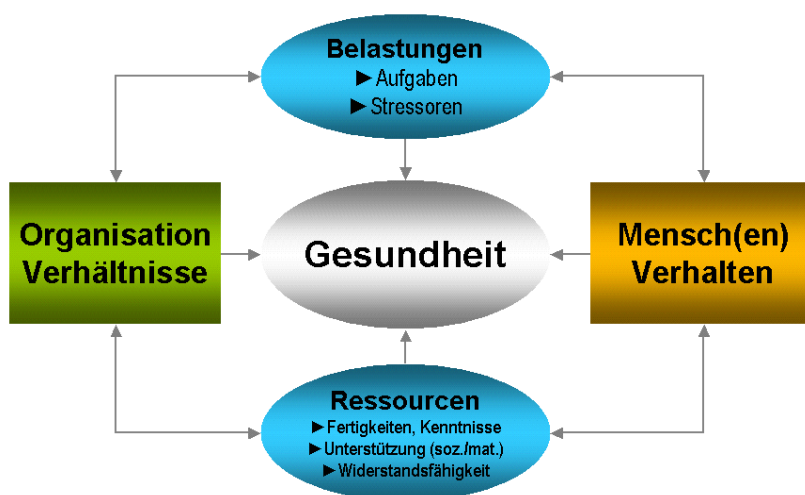 Belastungen
►Aufgaben
►Stressoren
Organisation
Verhältnisse
Gesundheit
Mensch(en)
Verhalten
Ressourcen
►Fertigkeiten, Kenntnisse
►Unterstützung (soz./mat.)
►Widerstandsfähigkeit